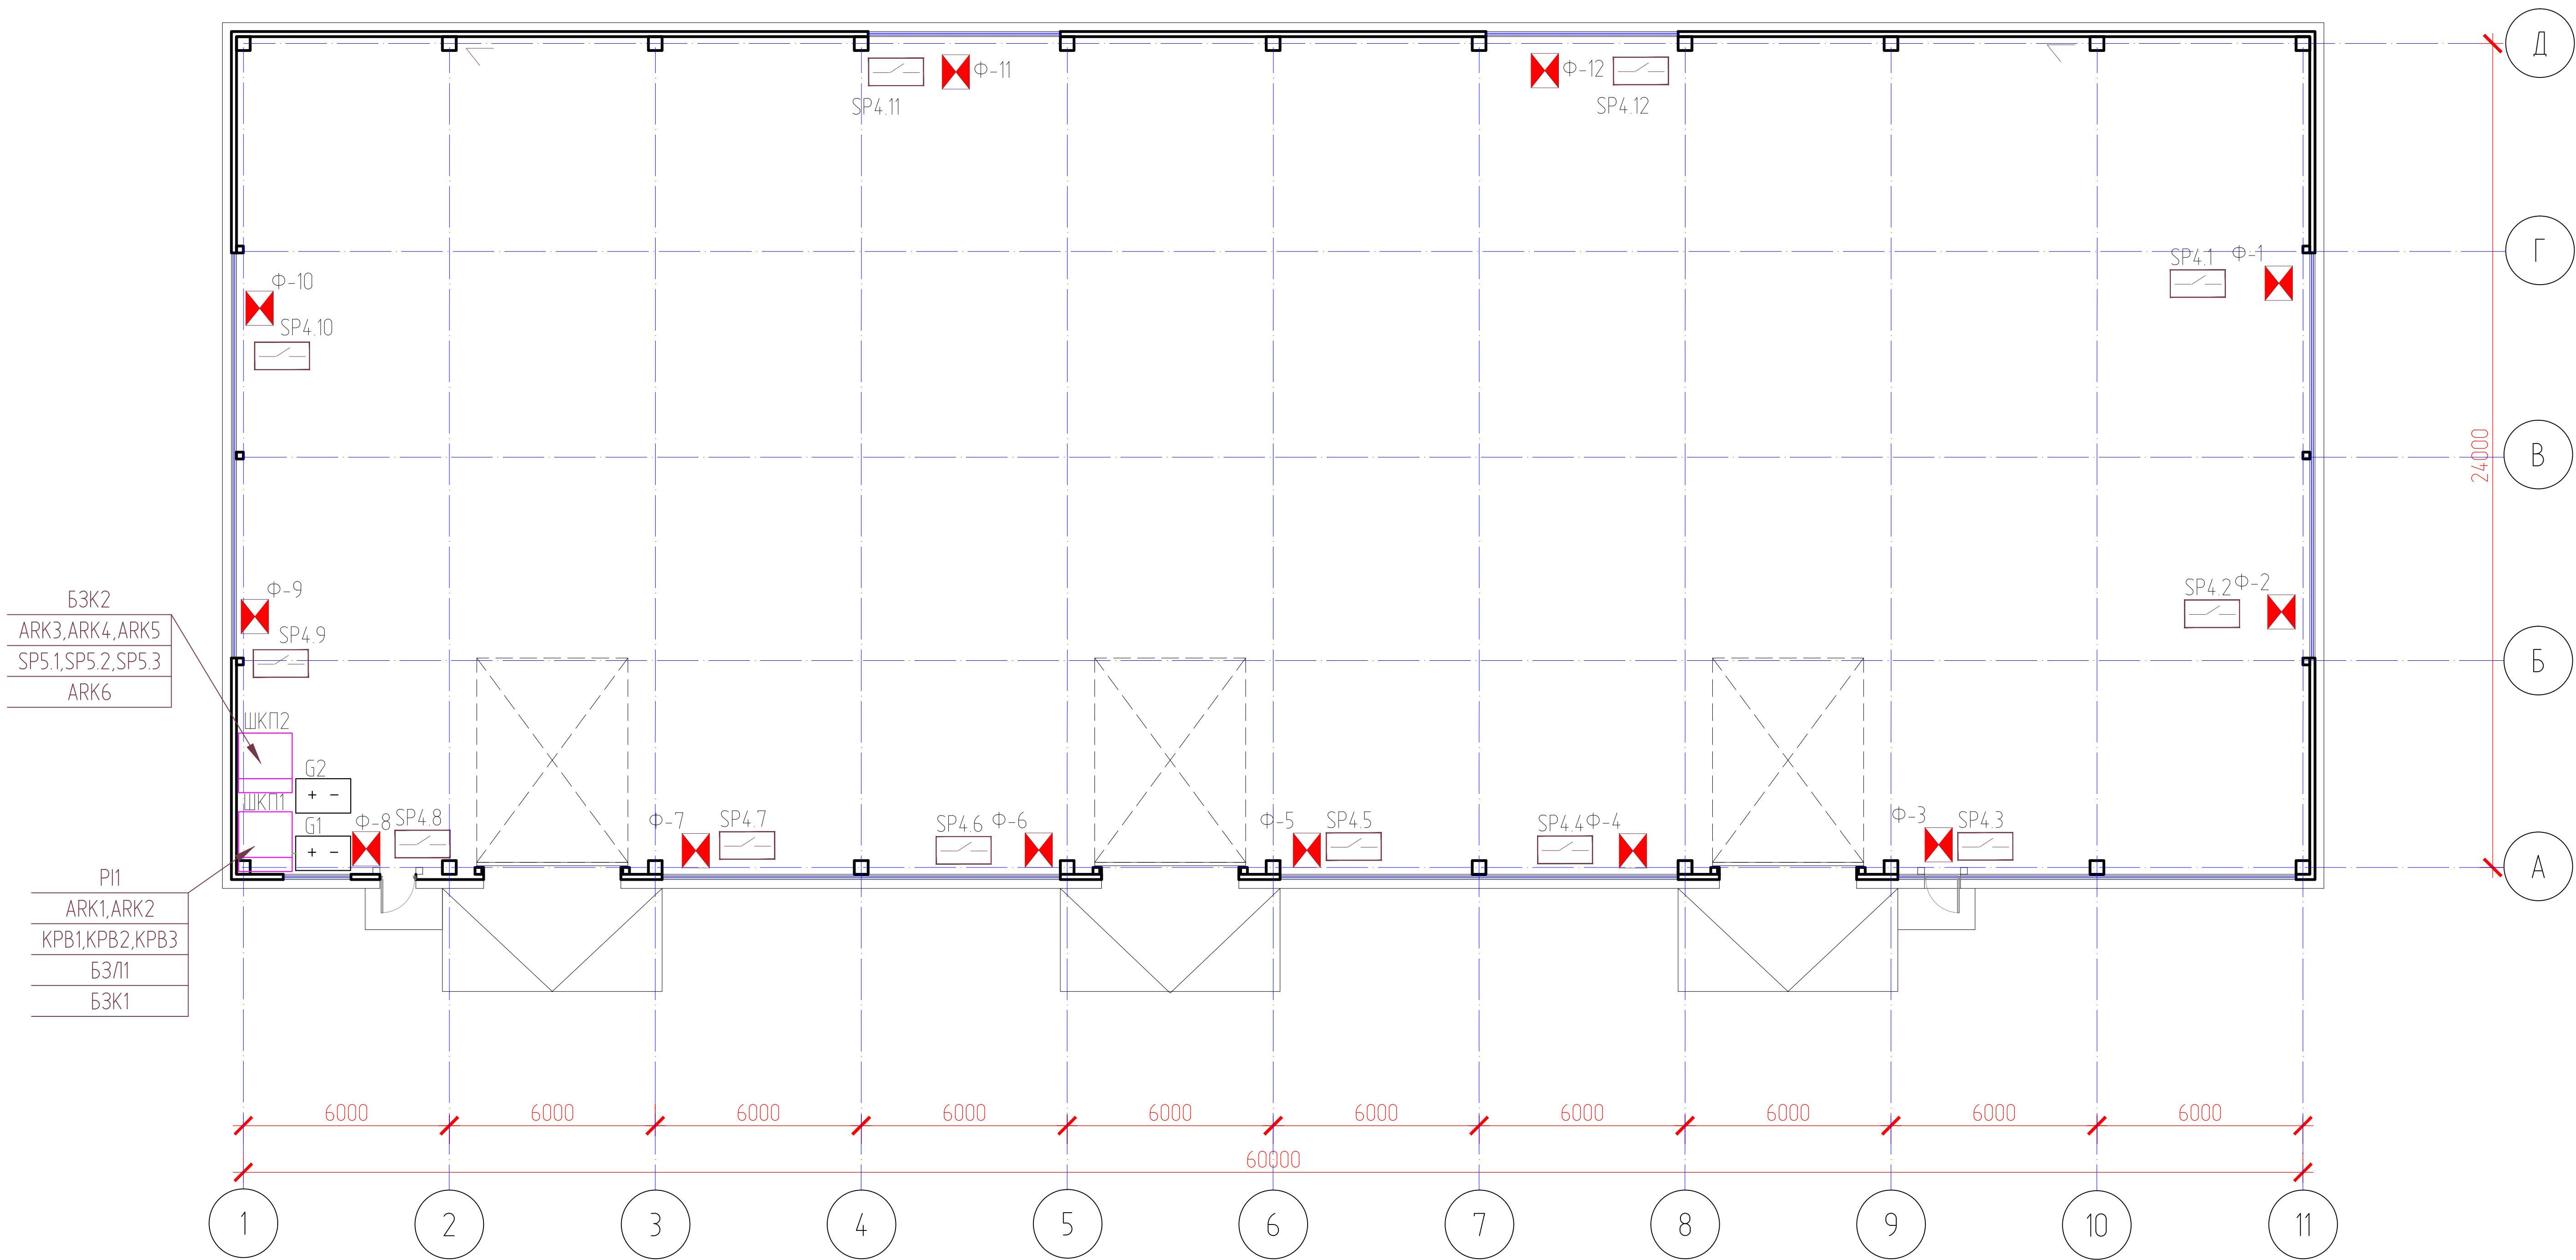 Д
Ф-11
Ф-12
SP4.11
SP4.12
Г
SP4.1
Ф-1
Ф-10
SP4.10
24000
В
Ф-9
SP4.9
SP4.2
Ф-2
БЗК2
ARK3,ARK4,ARK5
SP5.1,SP5.2,SP5.3
ARK6
Б
ШКП2
G2
+ -
ШКП1
G1
+ -
Ф-8
SP4.8
Ф-7
SP4.7
SP4.6
Ф-6
Ф-5
SP4.5
SP4.4
Ф-4
Ф-3
SP4.3
А
PI1
ARK1,ARK2
КРВ1,КРВ2,КРВ3
БЗЛ1
БЗК1
6000
6000
6000
6000
6000
6000
6000
6000
6000
6000
60000
1
2
3
4
5
6
7
8
9
10
11